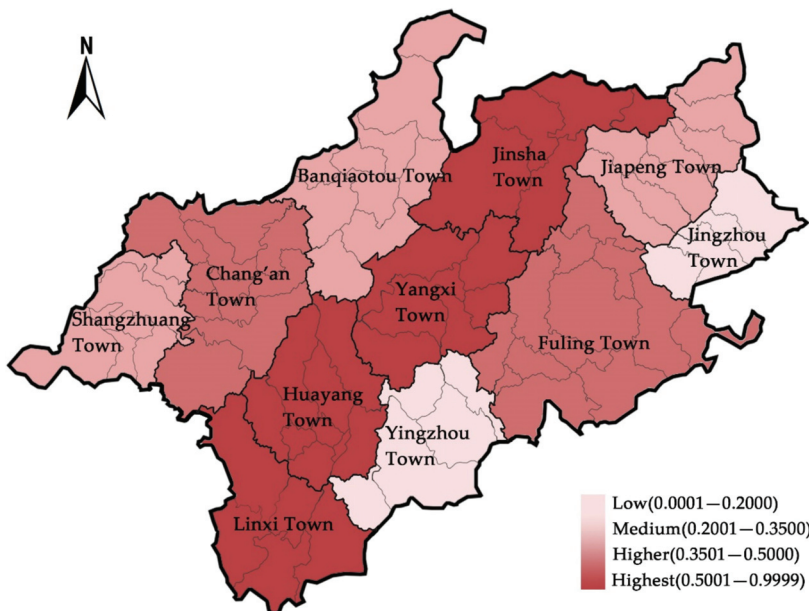 N
Banqiaotou Town
Jinsha
Town
Jiapeng Town
Jingzhou
Town
Chang'an
Town
Yangxi
Town
Shangzhuang
Town
Fuling Town
Huayang
Town
Yingzhou
Town
Linxi Town
Low(0.0001—0.2000)
Medium(0.2001—0.3500)
Higher(0.3501—0.5000)
Highest(0.5001—0.9999)